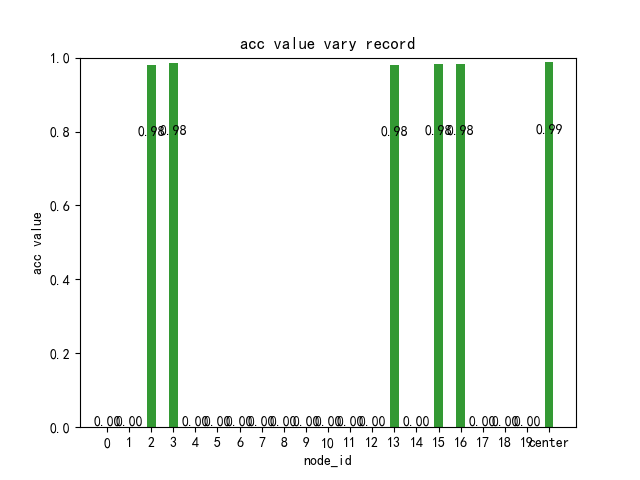 acc value vary record
1.0
0.8
0.6
0.4
0.2
0.0
acc value
0.98 0.98 0.98 0.98 0.98 0.99
0.00 0.00 0.00 0.00 0.00 0.00 0.00 0.00 0.00 0.00 0.00 0.00 0.00 0.00 0.00
0 1 2 3 4 5 6 7 8 9 10 11 12 13 14 15 16 17 18 19 center
node_id